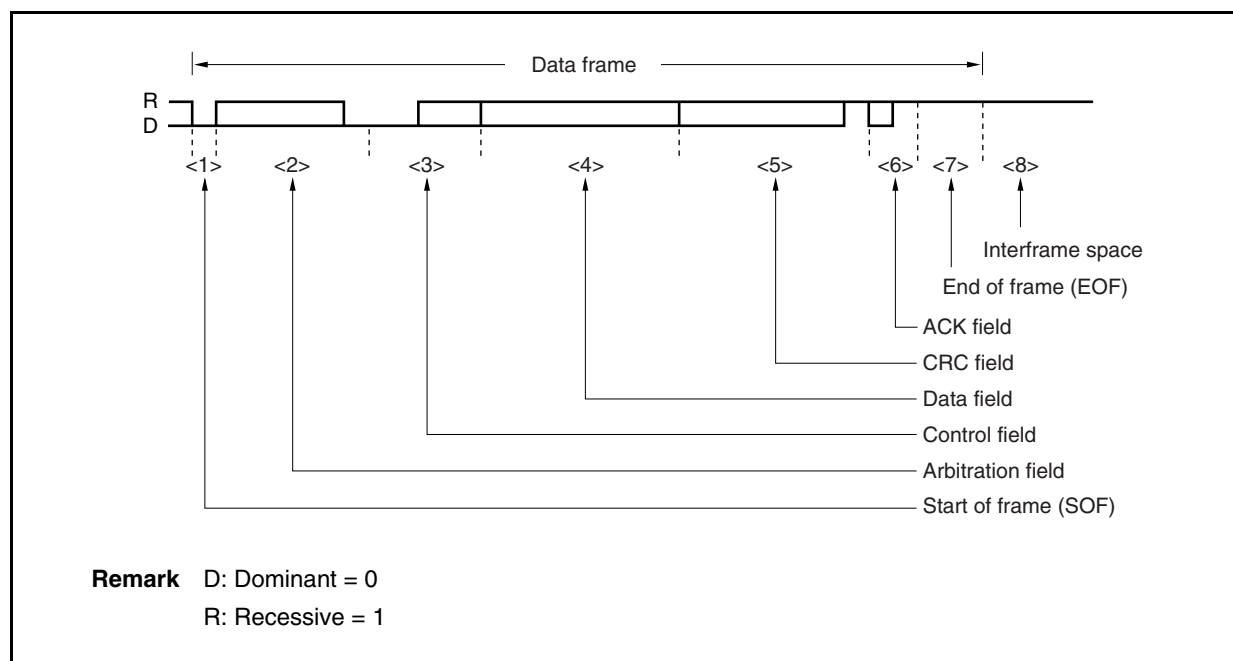 Data frame
R
D
<1> <2> <3> <4> <5> <6> <7> <8>
Interframe space
End of frame (EOF)
ACK field
CRC field
Data field
Control field
Arbitration field
Start of frame (SOF)
Remark D: Dominant = 0
R: Recessive = 1